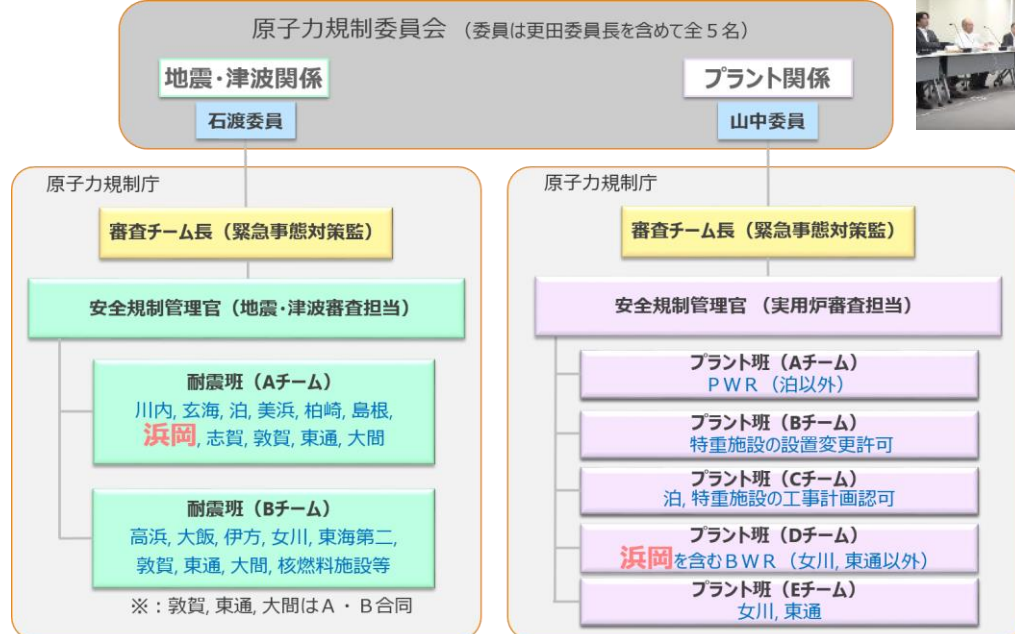 原子力規制委員会 （委員は更田委員長を含めて全５名）
地震・津波関係
石渡委員
プラント関係
山中委員
原子力規制庁
審査チーム長（緊急事態対策監）
安全規制管理官（地震・津波審査担当）
耐震班（Aチーム）
川内, 玄海, 泊, 美浜, 柏崎, 島根,
浜岡, 志賀, 敦賀, 東通, 大間
耐震班（Bチーム）
高浜, 大飯, 伊方, 女川, 東海第二,
敦賀, 東通, 大間, 核燃料施設等
※：敦賀, 東通, 大間はＡ・Ｂ合同
原子力規制庁
審査チーム長（緊急事態対策監）
安全規制管理官 （実用炉審査担当）
プラント班（Aチーム）
ＰＷＲ（泊以外）
プラント班（Bチーム）
特重施設の設置変更許可
プラント班（Cチーム）
泊, 特重施設の工事計画認可
プラント班（Dチーム）
浜岡を含むＢＷＲ（女川, 東通以外）
プラント班（Eチーム）
女川, 東通